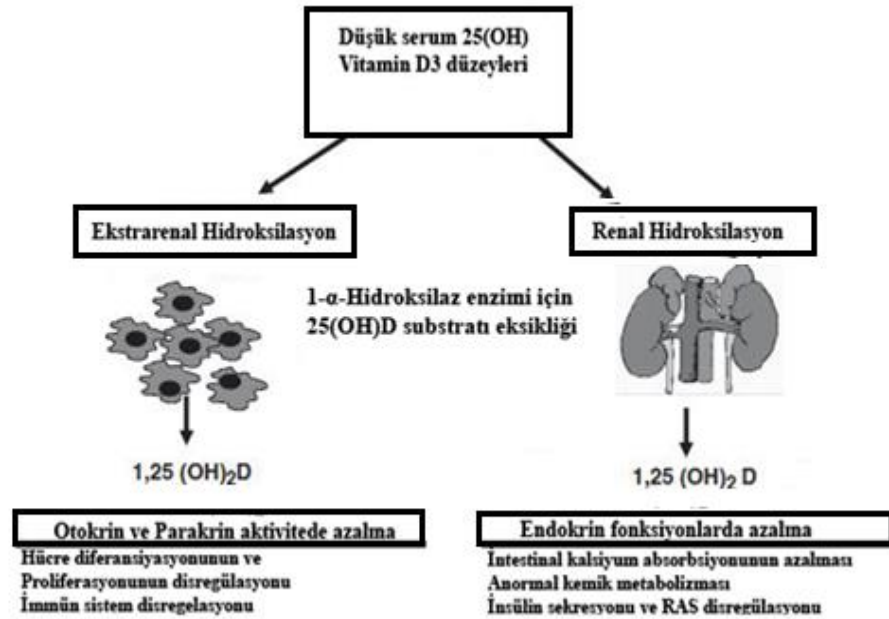 Düşük serum 25(OH)
Vitamin D3 düzeyleri
Ekstrarenal Hidroksilasyon
Renal Hidroksilasyon
1-α-Hidroksilaz enzimi için
25(OH)D substratı eksikliği
1,25 (OH)₂D
1,25 (OH)₂ D
Otokrin ve Parakrin aktivitede azalma
Hücre diferansiyasyonunun ve
Proliferasyonunun disregülasyonu
İmmün sistem disregelasyonu
Endokrin fonksiyonlarda azalma
İntestinal kalsiyum absorbsiyonunun azalması
Anormal kemik metabolizması
İnsülin sekresyonu ve RAS disregülasyonu